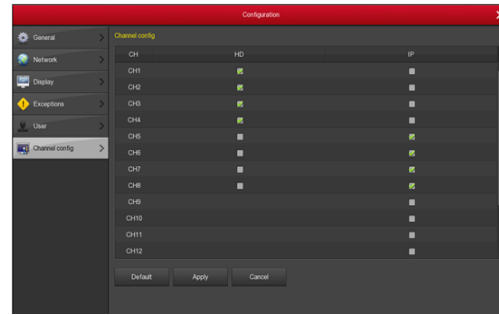 Configuration
General
Network
Display
Exceptions
User
Channel config
Channel config
CH HD IP
CH1
CH2
CH3
CH4
CH5
CH6
CH7
CH8
CH9
CH10
CH11
CH12
Default Apply Cancel